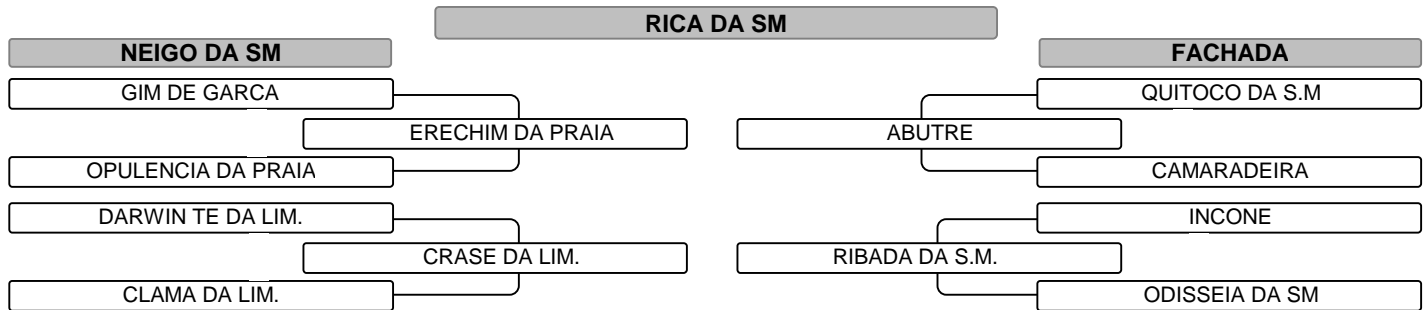 RICA DA SM
NEIGO DA SM
FACHADA
GIM DE GARCA
QUITOCO DA S.M
ERECHIM DA PRAIA
ABUTRE
OPULENCIA DA PRAIA
CAMARADEIRA
DARWIN TE DA LIM.
INCONE
CRASE DA LIM.
RIBADA DA S.M.
CLAMA DA LIM.
ODISSEIA DA SM